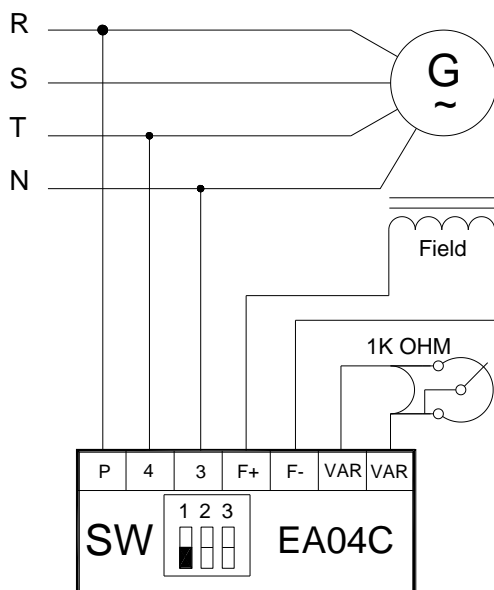 R
S
T
N
G
~
Field
1K OHM
P 4 3 F+ F- VAR VAR
1 2 3
SW EA04C